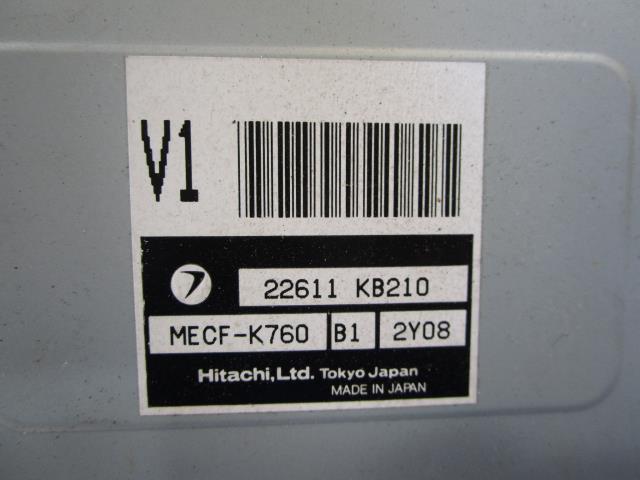 V1
22611 KB210
MECF-K760 B1 2Y08
Hitachi, Ltd. Tokyo Japan
MADE IN JAPAN